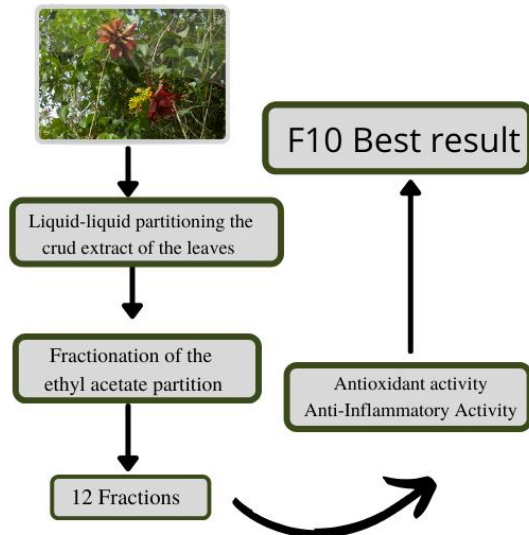 Liquid-liquid partitioning the
crud extract of the leaves
Fractionation of the
ethyl acetate partition
12 Fractions
Antioxidant activity
Anti-Inflammatory Activity
F10 Best result